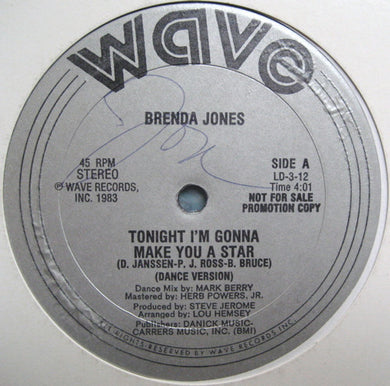 wave
BRENDA JONES
45 RPM
STEREO
℗ WAVE RECORDS,
INC. 1983
SIDE A
LD-3-12
Time 4:01
NOT FOR SALE
PROMOTION COPY
TONIGHT I'M GONNA
MAKE YOU A STAR
(D. JANSSEN-P. J. ROSS-B. BRUCE)
(DANCE VERSION)
Dance Mix by: MARK BERRY
Mastered by: HERB POWERS, JR.
Produced by: STEVE JEROME
Arranged by: LOU HEMSEY
Publishers: DANICK MUSIC-
CARRERS MUSIC, INC. (BMI)
ALL-RIGHTS-RESERVED BY WAVE RECORDS INC.